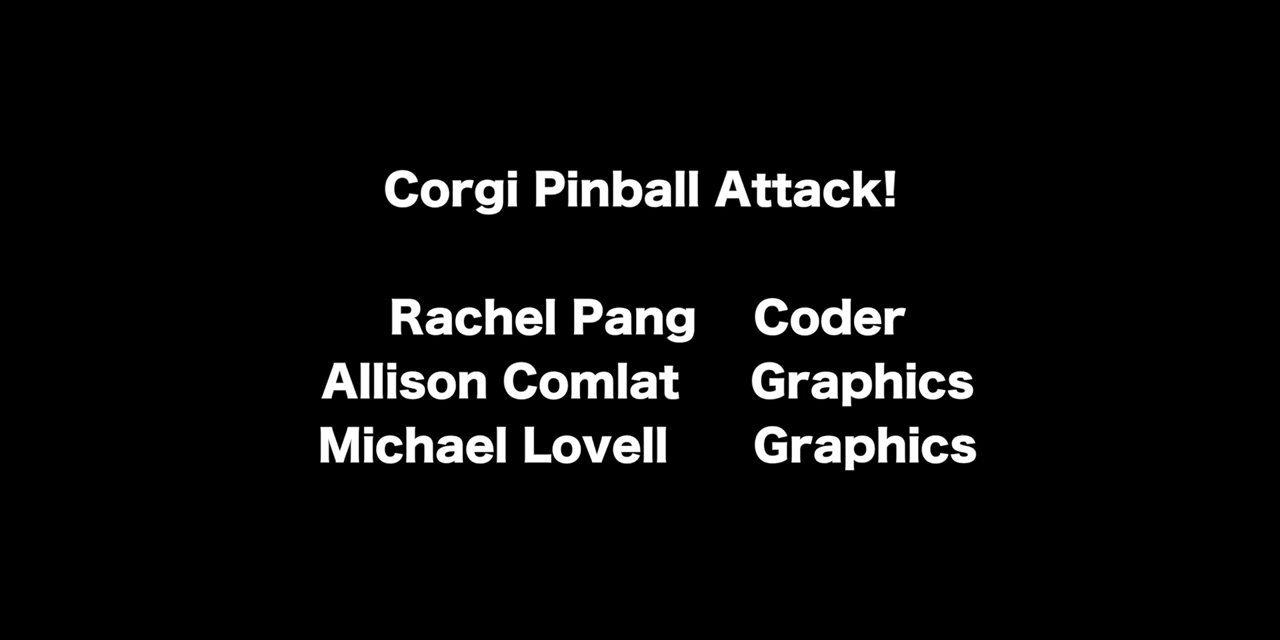 Corgi Pinball Attack!
Rachel Pang Coder
Allison Comlat Graphics
Michael Lovell Graphics